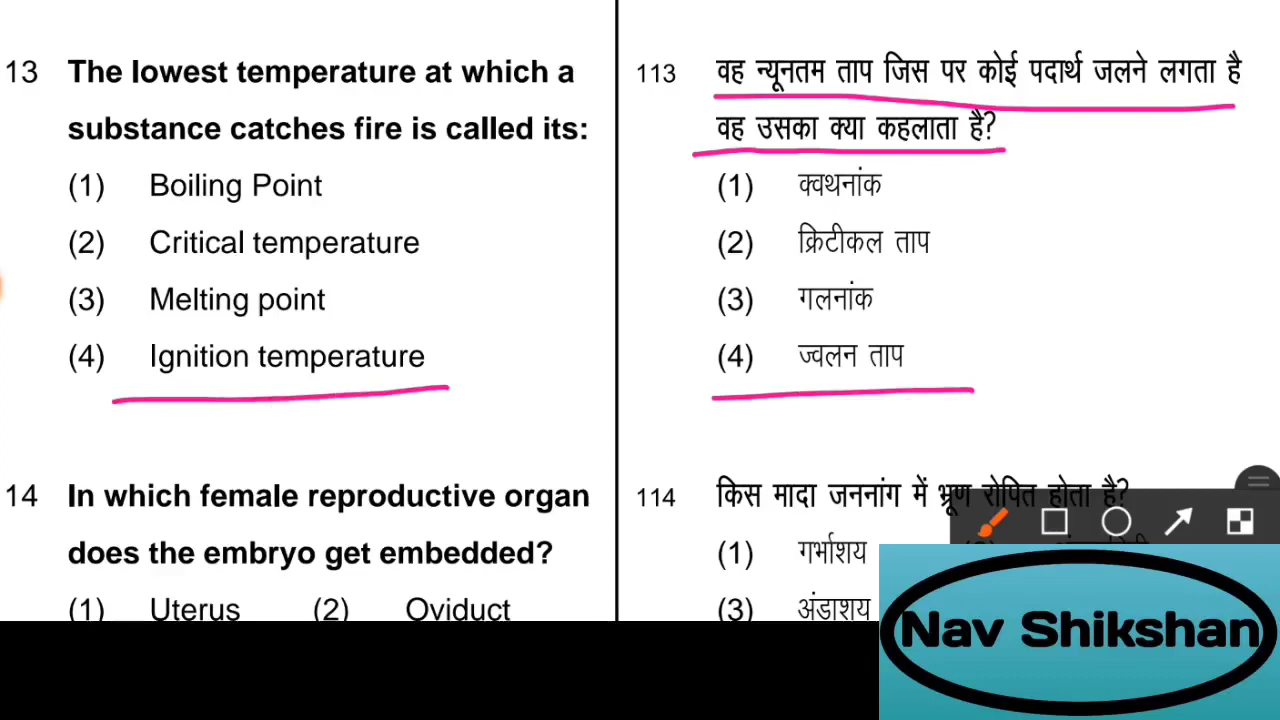 13 The lowest temperature at which a
substance catches fire is called its:
(1) Boiling Point
(2) Critical temperature
(3) Melting point
(4) Ignition temperature
14 In which female reproductive organ
does the embryo get embedded?
(1) Uterus (2) Oviduct
113 वह न्यूनतम ताप जिस पर कोई पदार्थ जलने लगता है
वह उसका क्या कहलाता है?
(1) क्वथनांक
(2) क्रिटीकल ताप
(3) गलनांक
(4) ज्वलन ताप
114 किस मादा जननांग में भ्रूण रोपित होता है?
(1) गर्भाशय
(3) अंडाशय
Nav Shikshan